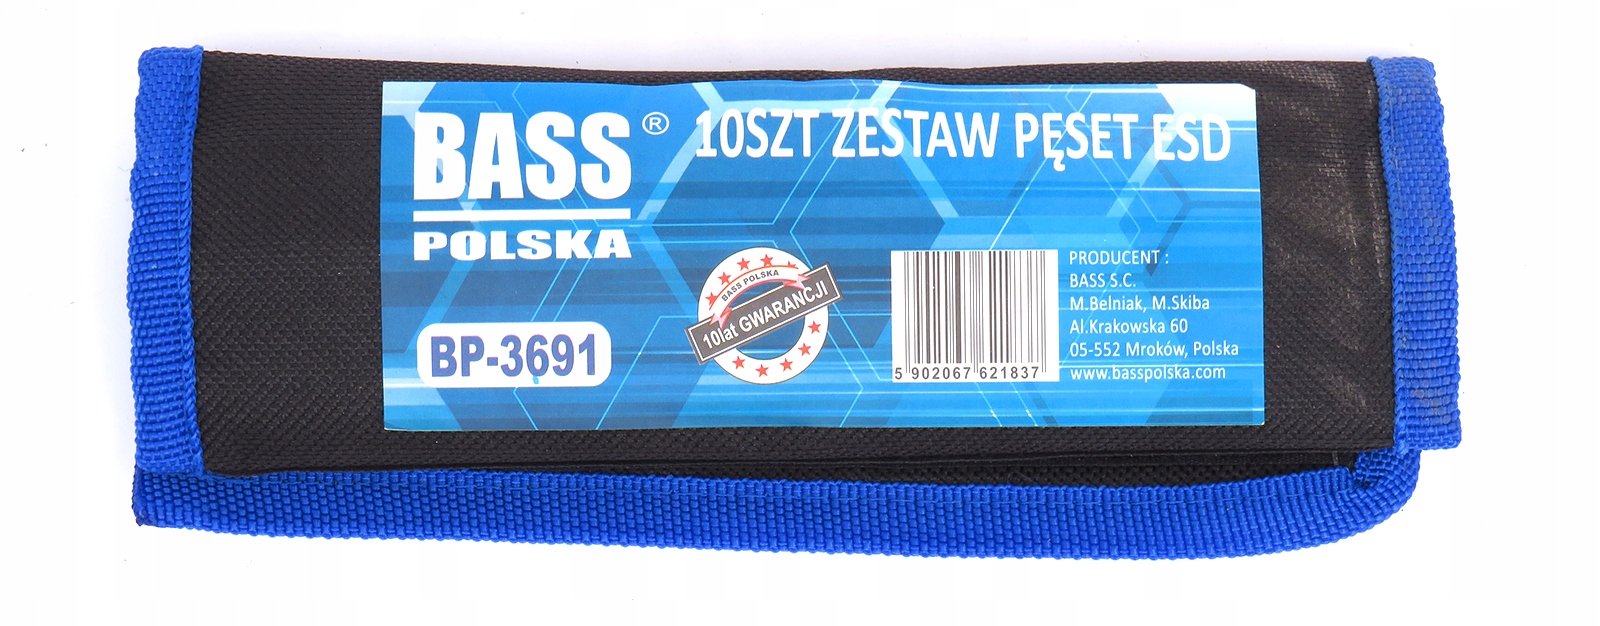 BASS®
POLSKA
10SZT ZESTAW PĘSET ESD
BP-3691
BASS POLSKA
10lat GWARANCJI
5 902067 621837
PRODUCENT :
BASS S.C.
M.Belniak, M.Skiba
Al.Krakowska 60
05-552 Mroków, Polska
www.basspolska.com